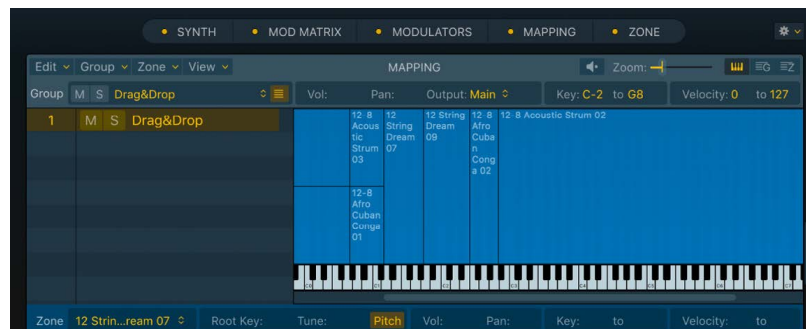 SYNTH MOD MATRIX MODULATORS MAPPING ZONE
Edit Group Zone View MAPPING Zoom: G Z
Group M S Drag&Drop Vol: Pan: Output: Main Key: C-2 to G8 Velocity: 0 to 127
1 M S Drag&Drop
12-8
Acous
tic
Strum
03
12
String
Dream
07
12 String
Dream
09
12-8
Afro
Cuba
n
Cong
a 02
12-8 Acoustic Strum 02
12-8
Afro
Cuban
Conga
01
Zone 12 Strin...ream 07 Root Key: Tune: Pitch Vol: Pan: Key: to Velocity: to